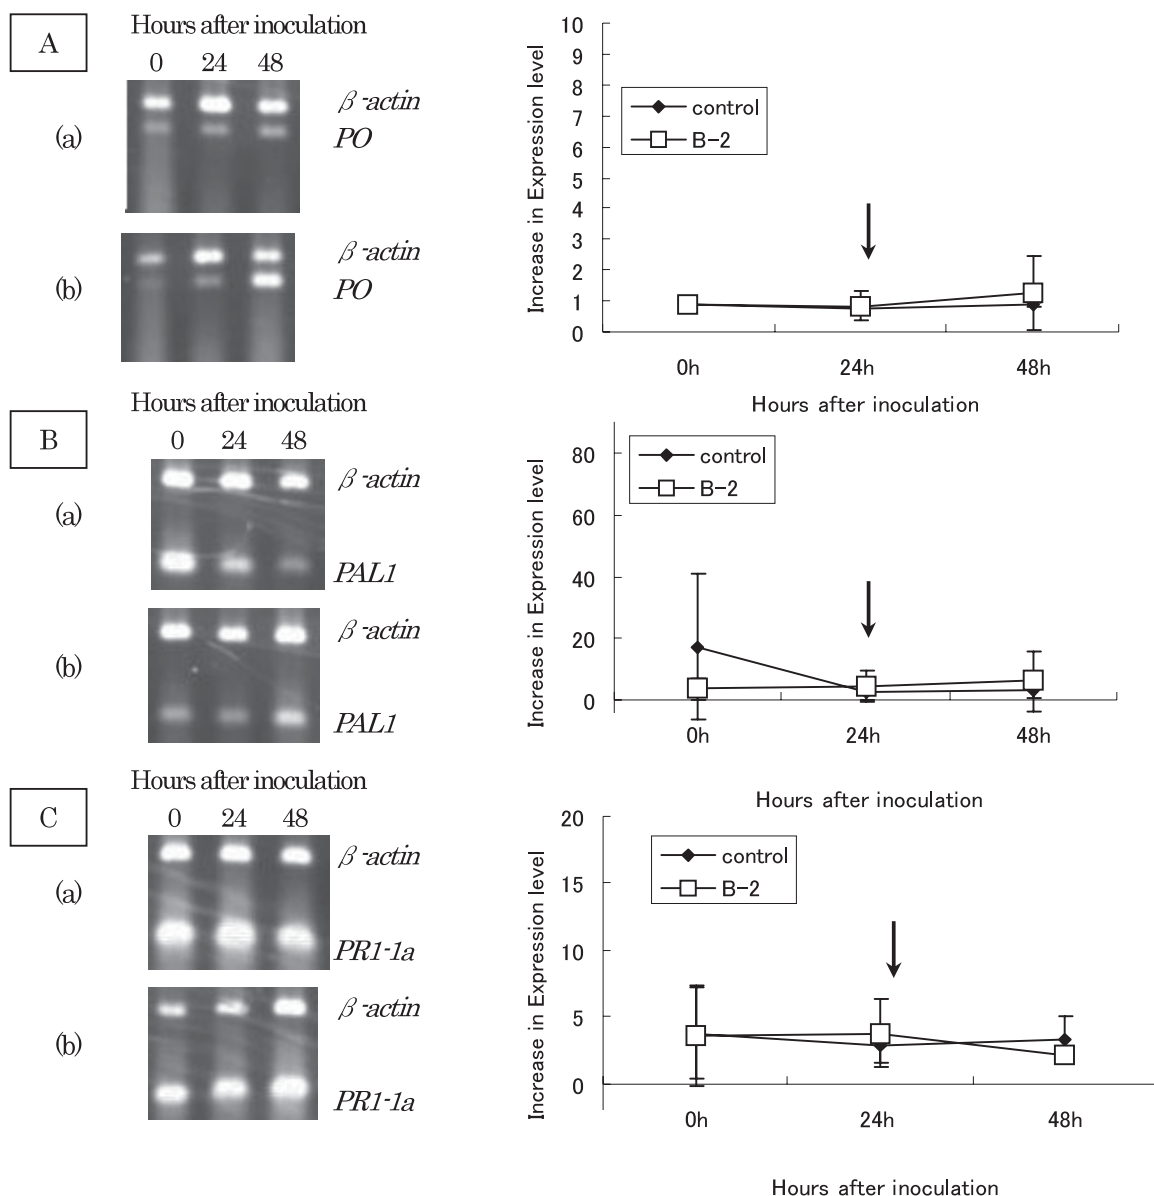 A
Hours after inoculation
0 24 48
(a)
β-actin
PO
(b)
β-actin
PO
10
9
8
7
6
5
4
3
2
1
0
Increase in Expression level
control
B-2
0h 24h 48h
Hours after inoculation
B
Hours after inoculation
0 24 48
(a)
β-actin
PAL1
(b)
β-actin
PAL1
80
60
40
20
0
Increase in Expression level
control
B-2
0h 24h 48h
Hours after inoculation
C
Hours after inoculation
0 24 48
(a)
β-actin
PR1-1a
(b)
β-actin
PR1-1a
20
15
10
5
0
Increase in Expression level
control
B-2
0h 24h 48h
Hours after inoculation